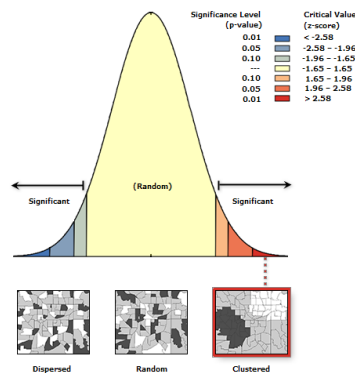 Significance Level Critical Value
(p-value) (z-score)
0.01 < -2.58
0.05 -2.58 – -1.96
0.10 -1.96 – -1.65
--- -1.65 – 1.65
0.10 1.65 – 1.96
0.05 1.96 – 2.58
0.01 > 2.58
(Random)
Significant Significant
Dispersed Random Clustered